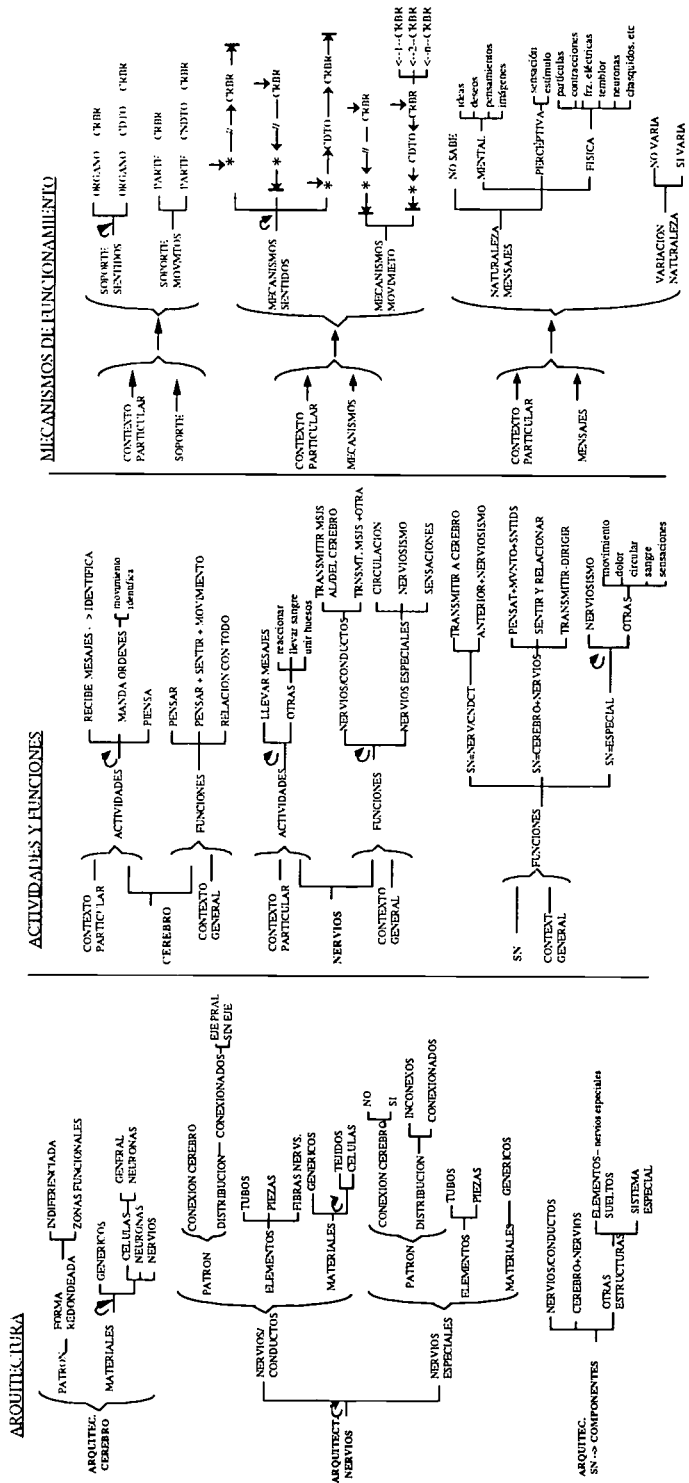 ARQUITECTURA
ARQUITEC.
CEREBRO
PATRON
FORMA
REDONDEADA
INDIFERENCIADA
ZONAS FUNCIONALES
MATERIALES
GENERICOS
CELULAS
NEURONAS
NERVIOS
GENERAL
NEURONAS
ARQUITECT.
NERVIOS
NERVIOS/
CONDUCTOS
PATRON
CONEXION CEREBRO
DISTRIBUCION
CONEXIONADOS
EJE PRAL
SIN EJE
ELEMENTOS
TUBOS
PIEZAS
FIBRAS NERVS.
MATERIALES
GENERICOS
TEJIDOS
CELULAS
NERVIOS
ESPECIALES
PATRON
CONEXION CEREBRO
NO
SI
DISTRIBUCION
INCONEXOS
CONEXIONADOS
ELEMENTOS
TUBOS
PIEZAS
MATERIALES
GENERICOS
ARQUITEC.
SN --> COMPONENTES
NERVIOS/CONDUCTOS
CEREBRO+NERVIOS
OTRAS
ESTRUCTURAS
ELEMENTOS
SUELTOS
nervios especiales
SISTEMA
ESPECIAL
ACTIVIDADES Y FUNCIONES
CONTEXTO
PARTIC' LAR
ACTIVIDADES
RECIBE MESAJES - > IDENTIFICA
MANDA ORDENES
movimiento
identifica
PIENSA
CEREBRO
CONTEXTO
GENERAL
FUNCIONES
PENSAR
PENSAR + SENTIR + MOVIMIENTO
RELACION CON TODO
CONTEXTO
PARTICULAR
ACTIVIDADES
LLEVAR MESAJES
OTRAS
reaccionar
llevar sangre
unir huesos
NERVIOS
CONTEXTO
GENERAL
FUNCIONES
NERVIOS/CONDUCTOS
TRANSMITIR MSJS
AL/DEL CEREBRO
TRNSMT. MSJS +OTRA
NERVIOS ESPECIALES
CIRCULACION
NERVIOSISMO
SENSACIONES
SN
CONTEXT
GENERAL
FUNCIONES
SN=NERV/CNDCT
TRANSMITIR A CEREBRO
ANTERIOR+NERVIOSISMO
SN=CEREBRO+NERVIOS
PENSAT+MVNTO+SNTIDS
SENTIR Y RELACIONAR
TRANSMITIR-DIRIGIR
SN=ESPECIAL
NERVIOSISMO
OTRAS
movimiento
dolor
circular
sangre
sensaciones
MECANISMOS DE FUNCIONAMIENTO
CONTEXTO
PARTICULAR
SOPORTE
SOPORTE
SENTIDOS
ORGANO CRBR
ORGANO CDTO CRBR
SOPORTE
MOVMTOS
PARTE CRBR
PARTE CNDTO CRBR
CONTEXTO
PARTICULAR
MECANISMOS
MECANISMOS
SENTIDOS
* — // → CRBR
* ← // — CRBR
* → CDTO → CRBR
MECANISMOS
MOVIMIETO
* ← // — CRBR
* ← CDTO ← CRBR
<--1--CRBR
<--2--CRBR
<--n--CRBR
CONTEXTO
PARTICULAR
MENSAJES
NATURALEZA
MENSAJES
NO SABE
MENTAL
ideas
deseos
pensamientos
imágenes
PERCEPTIVA
sensación
estímulo
FISICA
partículas
contracciones
frz. eléctricas
temblor
neuronas
chasquidos, etc
VARIACION
NATURALEZA
NO VARIA
SI VARIA